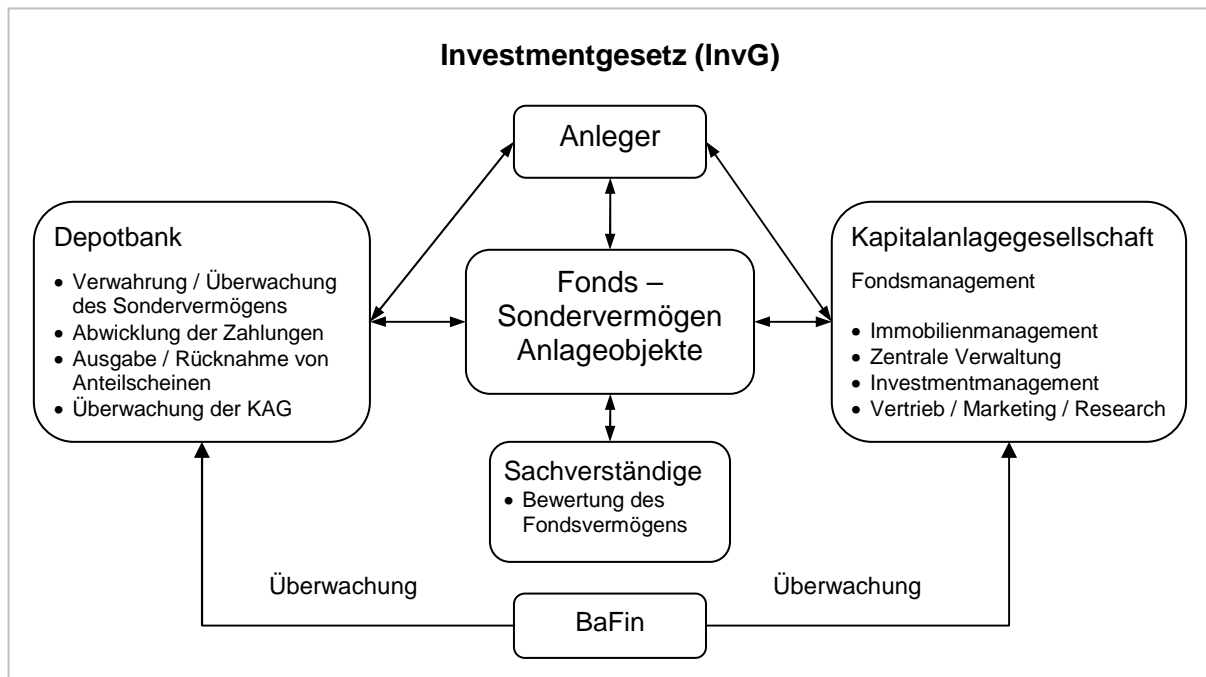 Investmentgesetz (InvG)
Anleger
Depotbank
• Verwahrung / Überwachung
des Sondervermögens
• Abwicklung der Zahlungen
• Ausgabe / Rücknahme von
Anteilscheinen
• Überwachung der KAG
Fonds –
Sondervermögen
Anlageobjekte
Kapitalanlagegesellschaft
Fondsmanagement
• Immobilienmanagement
• Zentrale Verwaltung
• Investmentmanagement
• Vertrieb / Marketing / Research
Sachverständige
• Bewertung des
Fondsvermögens
Überwachung
Überwachung
BaFin